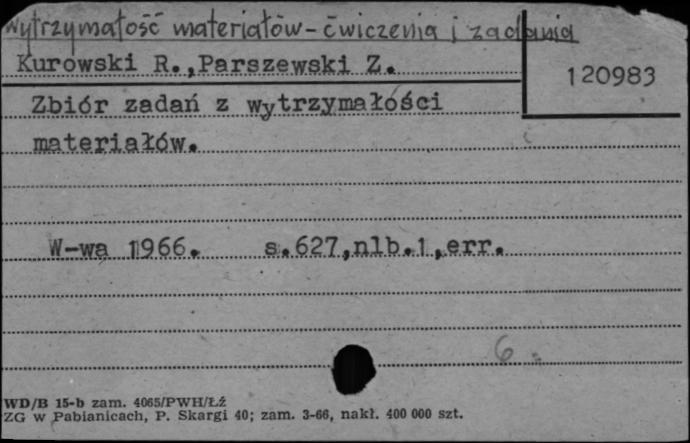 wytrzymałość materiałów - ćwiczenia i zadania
Kurowski R.,Parszewski Z.
120983
Zbiór zadań z wytrzymałości
materiałów.
W-wa 1966. s.627,nlb.1,err.
6
WD/B 15-b zam. 4065/PWH/Łź
ZG w Pabianicach, P. Skargi 40; zam. 3-66, nakł. 400 000 szt.